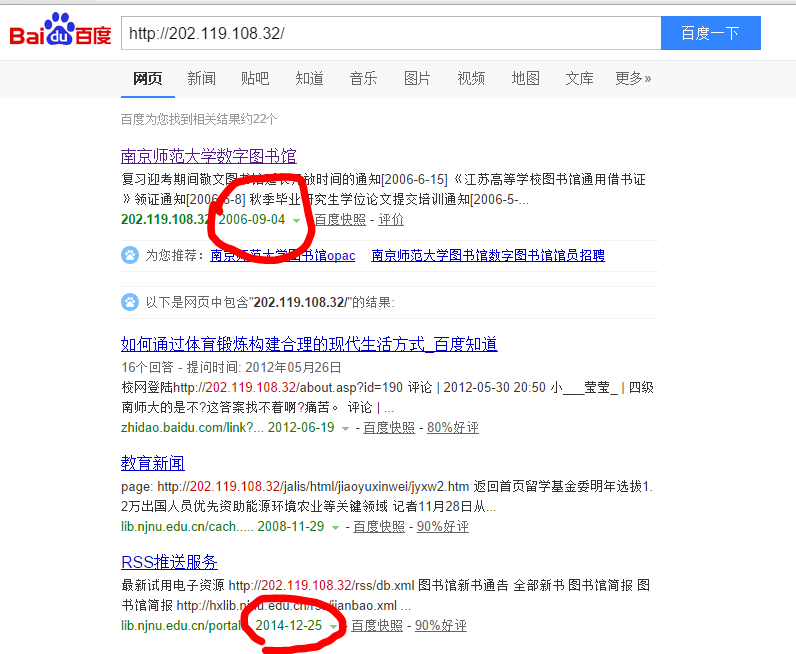 Bai du 百度
http://202.119.108.32/
百度一下
网页 新闻 贴吧 知道 音乐 图片 视频 地图 文库 更多»
百度为您找到相关结果约22个
南京师范大学数字图书馆
复习迎考期间敬文图书馆延长开放时间的通知[2006-6-15] 《江苏高等学校图书馆通用借书证
》领证通知[2006-6-8] 秋季毕业研究生学位论文提交培训通知[2006-5-...
202.119.108.32/ 2006-09-04 - 百度快照 - 评价
为您推荐: 南京师范大学图书馆opac 南京师范大学图书馆数字图书馆馆员招聘
以下是网页中包含"202.119.108.32/"的结果:
如何通过体育锻炼构建合理的现代生活方式_百度知道
16个回答 - 提问时间: 2012年05月26日
校网登陆http://202.119.108.32/about.asp?id=190 评论 | 2012-05-30 20:50 小___莹莹_ | 四级
南师大的是不?这答案找不着啊?痛苦。 评论 | ...
zhidao.baidu.com/link?... 2012-06-19 - 百度快照 - 80%好评
教育新闻
page: http://202.119.108.32/jalis/html/jiaoyuxinwei/jyxw2.htm 返回首页留学基金委明年选拔1.
2万出国人员优先资助能源环境农业等关键领域 记者11月28日从...
lib.njnu.edu.cn/cach..... 2008-11-29 - 百度快照 - 90%好评
RSS推送服务
最新试用电子资源 http://202.119.108.32/rss/db.xml 图书馆新书通告 全部新书 图书馆简报 图
书馆简报 http://hxlib.njnu.edu.cn/rss/jianbao.xml ...
lib.njnu.edu.cn/portal 2014-12-25 - 百度快照 - 90%好评